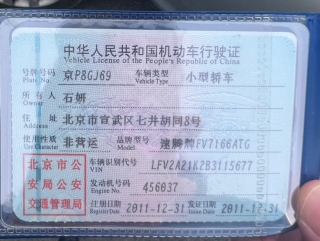 中华人民共和国机动车行驶证
Vehicle License of the People's Republic of China
号牌号码 Plate No. 京P8GJ69 车辆类型 Vehicle Type 小型轿车
所有人 Owner 石妍
住址 Address 北京市宣武区七井胡同8号
使用性质 Use Character 非营运 品牌型号 Model 速腾牌FV7166ATG
北京市公安局公安交通管理局
车辆识别代号 VIN LFV2A21K2B3115677
发动机号码 Engine No. 456037
注册日期 Register Date 2011-12-31 发证日期 Issue Date 2011-12-31